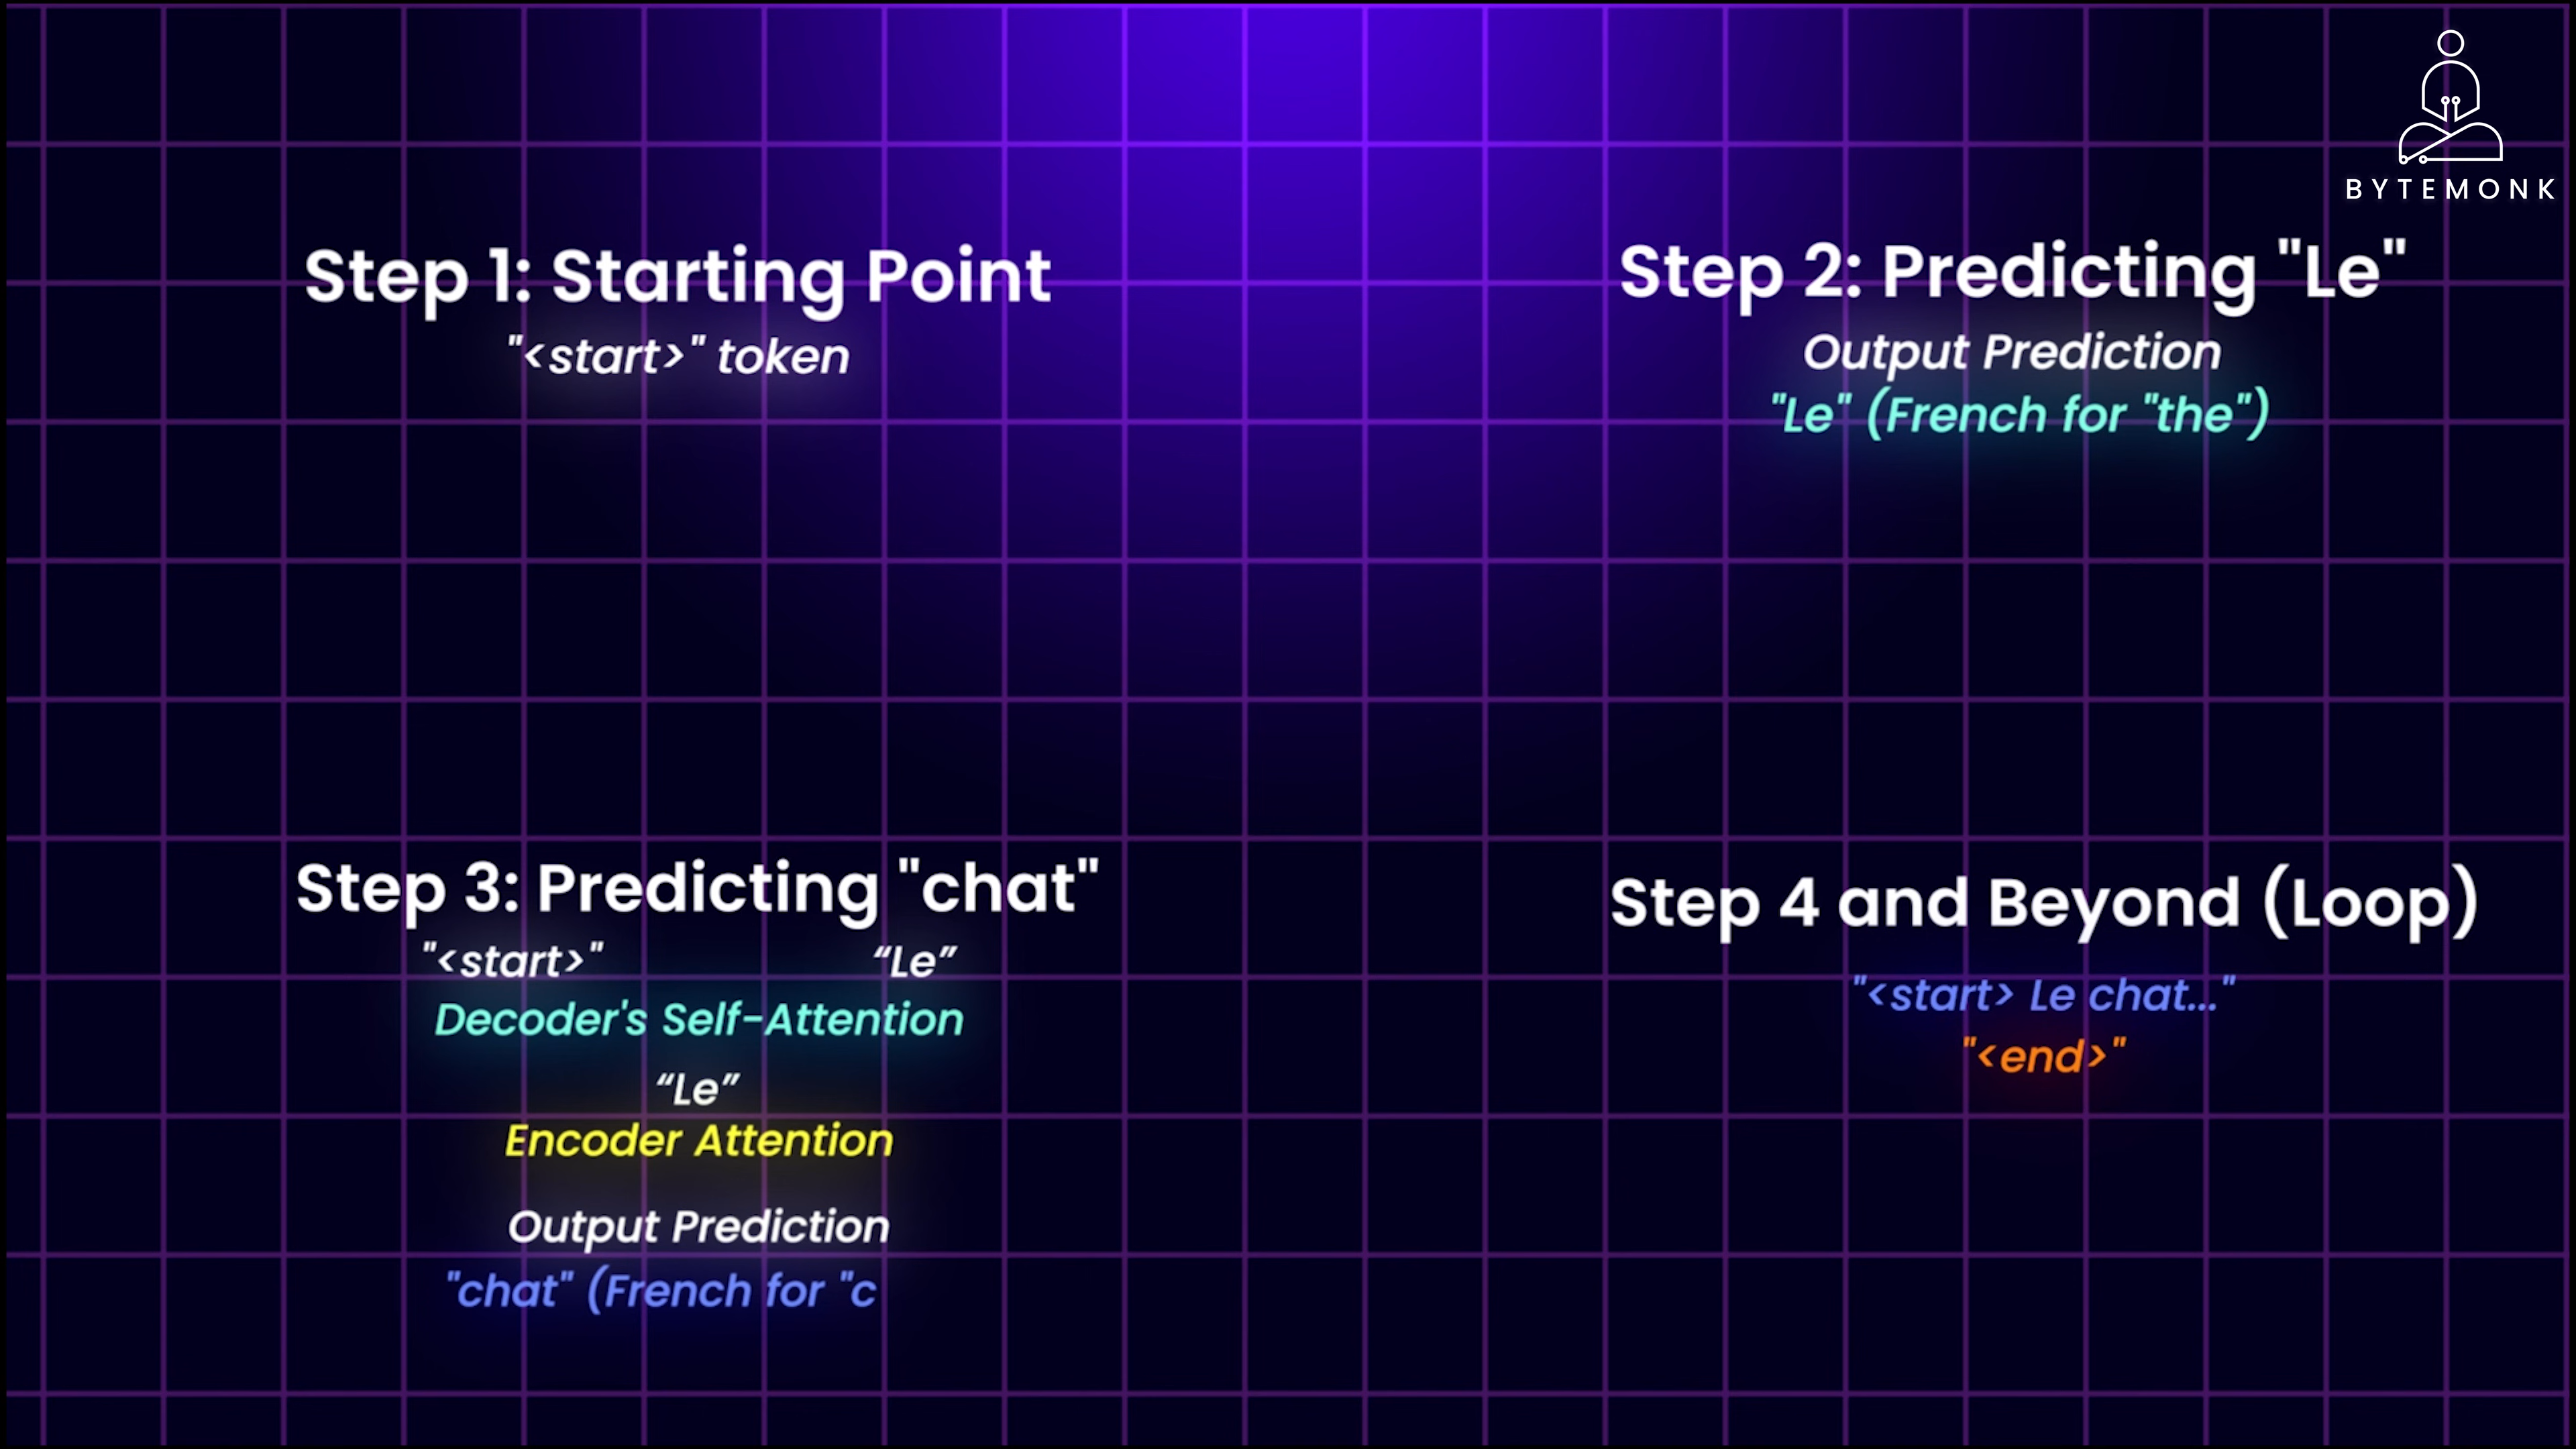 BYTEMONK
Step 1: Starting Point
"<start>" token
Step 2: Predicting "Le"
Output Prediction
"Le" (French for "the")
Step 3: Predicting "chat"
"<start>" “Le”
Decoder's Self-Attention
“Le”
Encoder Attention
Output Prediction
"chat" (French for "c
Step 4 and Beyond (Loop)
"<start> Le chat..."
"<end>"